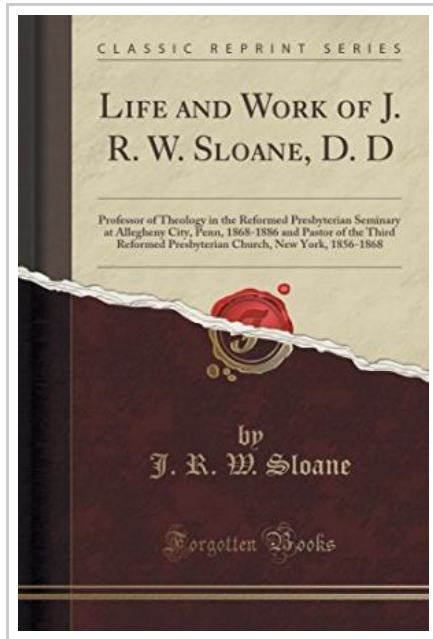 CLASSIC REPRINT SERIES
LIFE AND WORK OF J.
R. W. SLOANE, D. D
Professor of Theology in the Reformed Presbyterian Seminary
at Allegheny City, Penn, 1868-1886 and Pastor of the Third
Reformed Presbyterian Church, New York, 1856-1868
by
J. R. W. Sloane
Forgotten Books